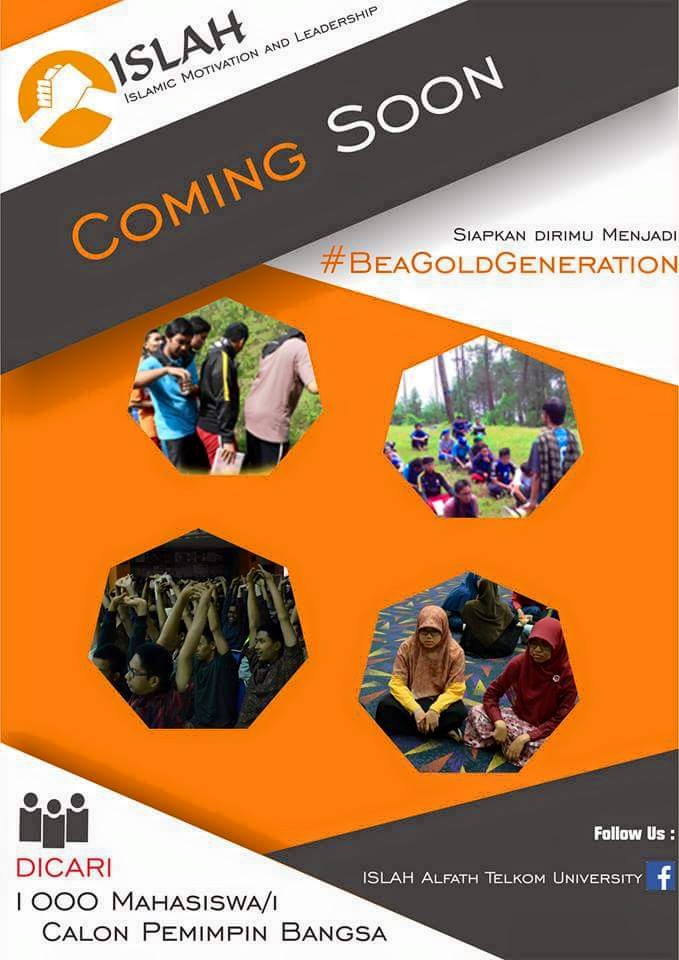 ISLAH
Islamic Motivation and Leadership
Coming Soon
Siapkan dirimu Menjadi
#BeaGoldGeneration
DICARI
1000 Mahasiswa/i
Calon Pemimpin Bangsa
Follow Us :
ISLAH Alfath Telkom University f